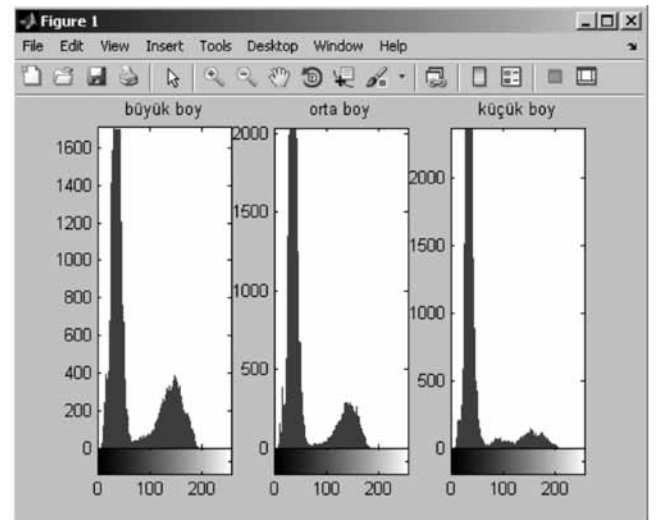 Figure 1
File Edit View Insert Tools Desktop Window Help
büyük boy
1600
1400
1200
1000
800
600
400
200
0
0 100 200
orta boy
2000
1500
1000
500
0
0 100 200
küçük boy
2000
1500
1000
500
0
0 100 200